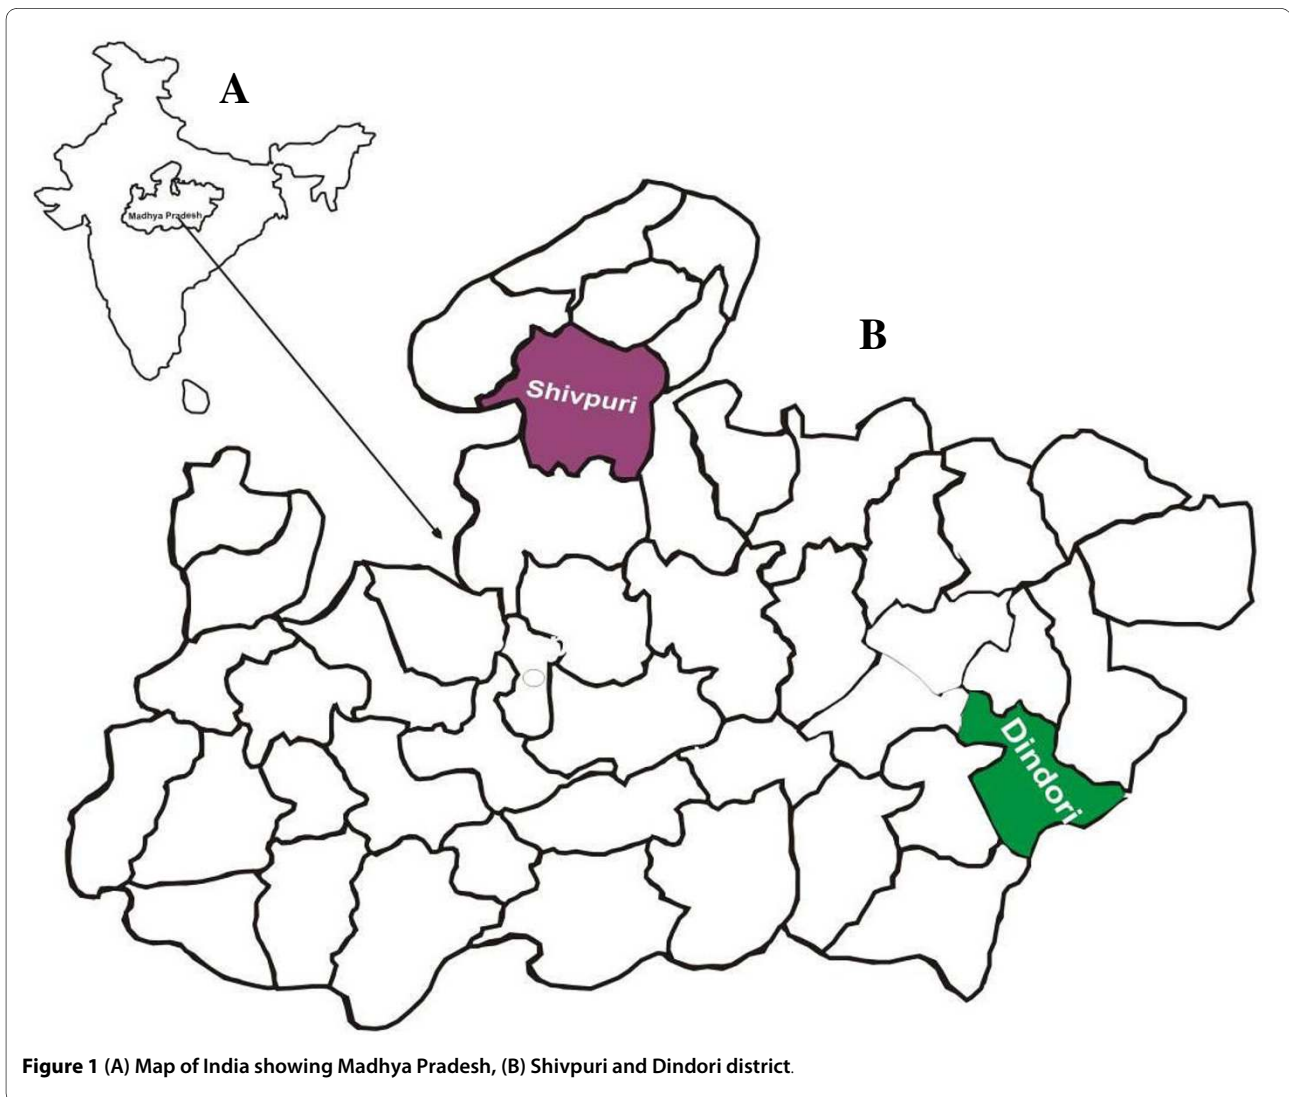 A
Madhya Pradesh
B
Shivpuri
Dindori
Figure 1 (A) Map of India showing Madhya Pradesh, (B) Shivpuri and Dindori district.